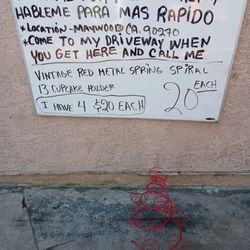 HABLEME PARA MAS RAPIDO
*LOCATION-MAYWOOD CA. 90270
*COME TO MY DRIVEWAY WHEN
YOU GET HERE AND CALL ME
VINTAGE RED METAL SPRING SPIRAL
13 CUPCAKE HOLDER
20 EACH
I HAVE 4 $20 EACH